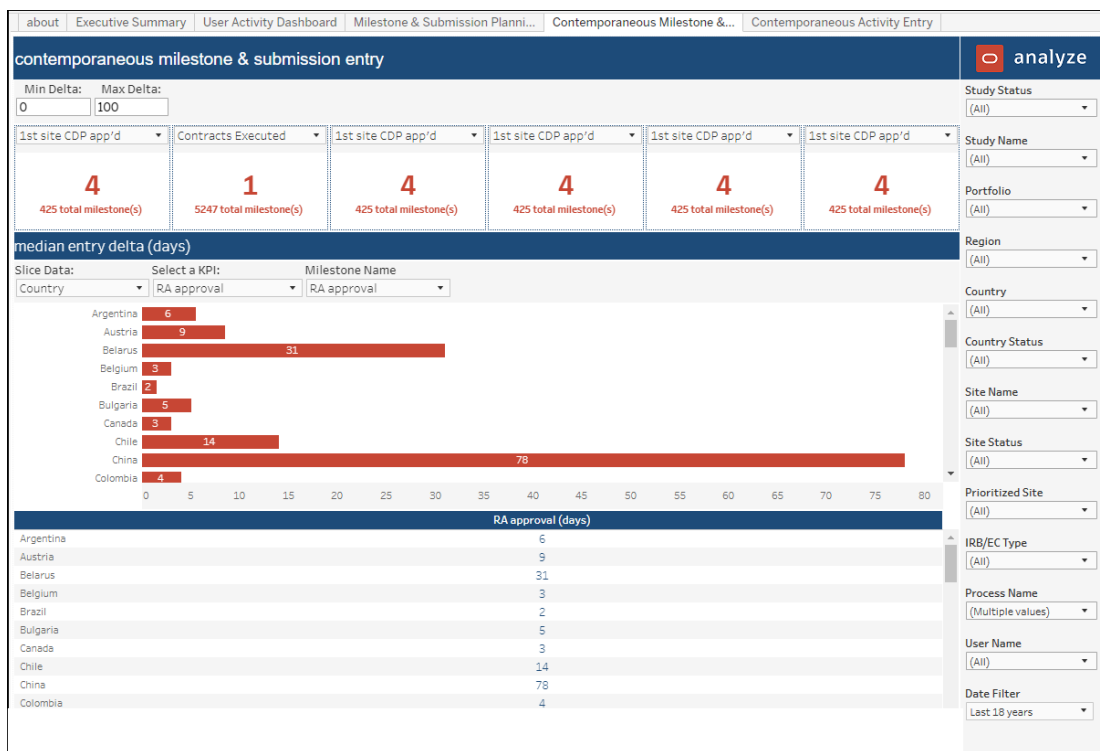 about Executive Summary User Activity Dashboard Milestone & Submission Planni... Contemporaneous Milestone &... Contemporaneous Activity Entry
contemporaneous milestone & submission entry
analyze
Min Delta: Max Delta:
0 100
1st site CDP app'd Contracts Executed 1st site CDP app'd 1st site CDP app'd 1st site CDP app'd 1st site CDP app'd
4 1 4 4 4 4
425 total milestone(s) 5247 total milestone(s) 425 total milestone(s) 425 total milestone(s) 425 total milestone(s) 425 total milestone(s)
median entry delta (days)
Slice Data: Select a KPI: Milestone Name
Country RA approval RA approval
Argentina 6
Austria 9
Belarus 31
Belgium 3
Brazil 2
Bulgaria 5
Canada 3
Chile 14
China 78
Colombia 4
0 5 10 15 20 25 30 35 40 45 50 55 60 65 70 75 80
RA approval (days)
Argentina 6
Austria 9
Belarus 31
Belgium 3
Brazil 2
Bulgaria 5
Canada 3
Chile 14
China 78
Colombia 4
Study Status
(All)
Study Name
(All)
Portfolio
(All)
Region
(All)
Country
(All)
Country Status
(All)
Site Name
(All)
Site Status
(All)
Prioritized Site
(All)
IRB/EC Type
(All)
Process Name
(Multiple values)
User Name
(All)
Date Filter
Last 18 years